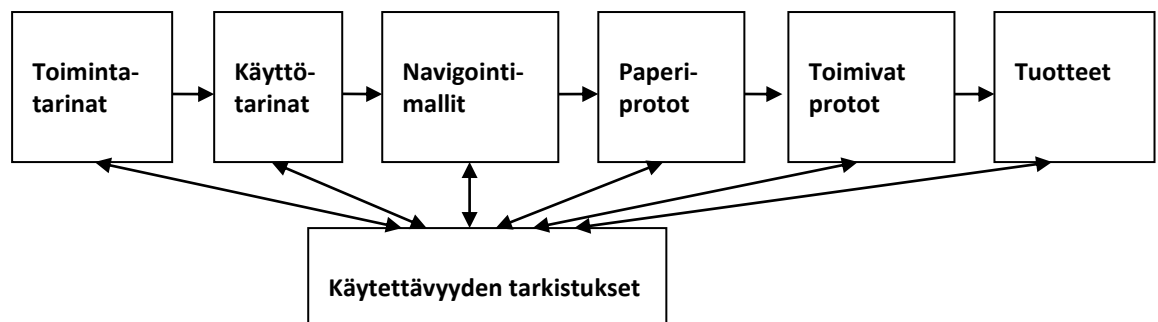 Toiminta-
tarinat
Käyttö-
tarinat
Navigointi-
mallit
Paperi-
protot
Toimivat
protot
Tuotteet
Käytettävyyden tarkistukset